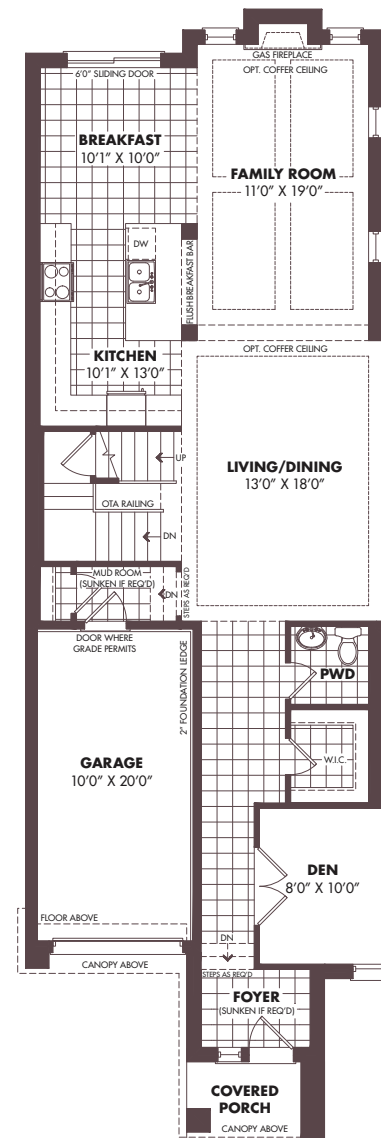 GAS FIREPLACE
6'0" SLIDING DOOR
OPT. COFFER CEILING
BREAKFAST
10'1" X 10'0"
FAMILY ROOM
11'0" X 19'0"
DW
FLUSH BREAKFAST BAR
OPT. COFFER CEILING
KITCHEN
10'1" X 13'0"
UP
LIVING/DINING
13'0" X 18'0"
OTA RAILING
DN
MUD ROOM
(SUNKEN IF REQ'D)
DN
STEPS AS REQ'D
DOOR WHERE
GRADE PERMITS
2" FOUNDATION LEDGE
PWD
W.I.C.
GARAGE
10'0" X 20'0"
DEN
8'0" X 10'0"
FLOOR ABOVE
DN
CANOPY ABOVE
STEPS AS REQ'D
FOYER
(SUNKEN IF REQ'D)
COVERED
PORCH
CANOPY ABOVE